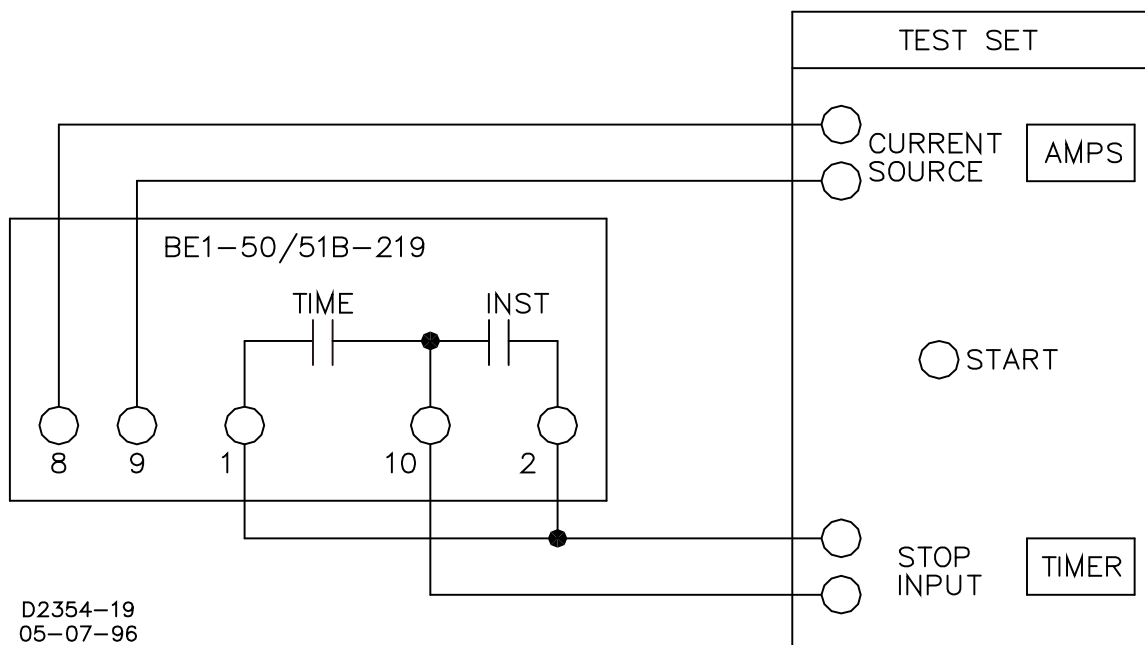 TEST SET
CURRENT
SOURCE
AMPS
BE1-50/51B-219
TIME
INST
START
8
9
1
10
2
STOP
INPUT
TIMER
D2354-19
05-07-96